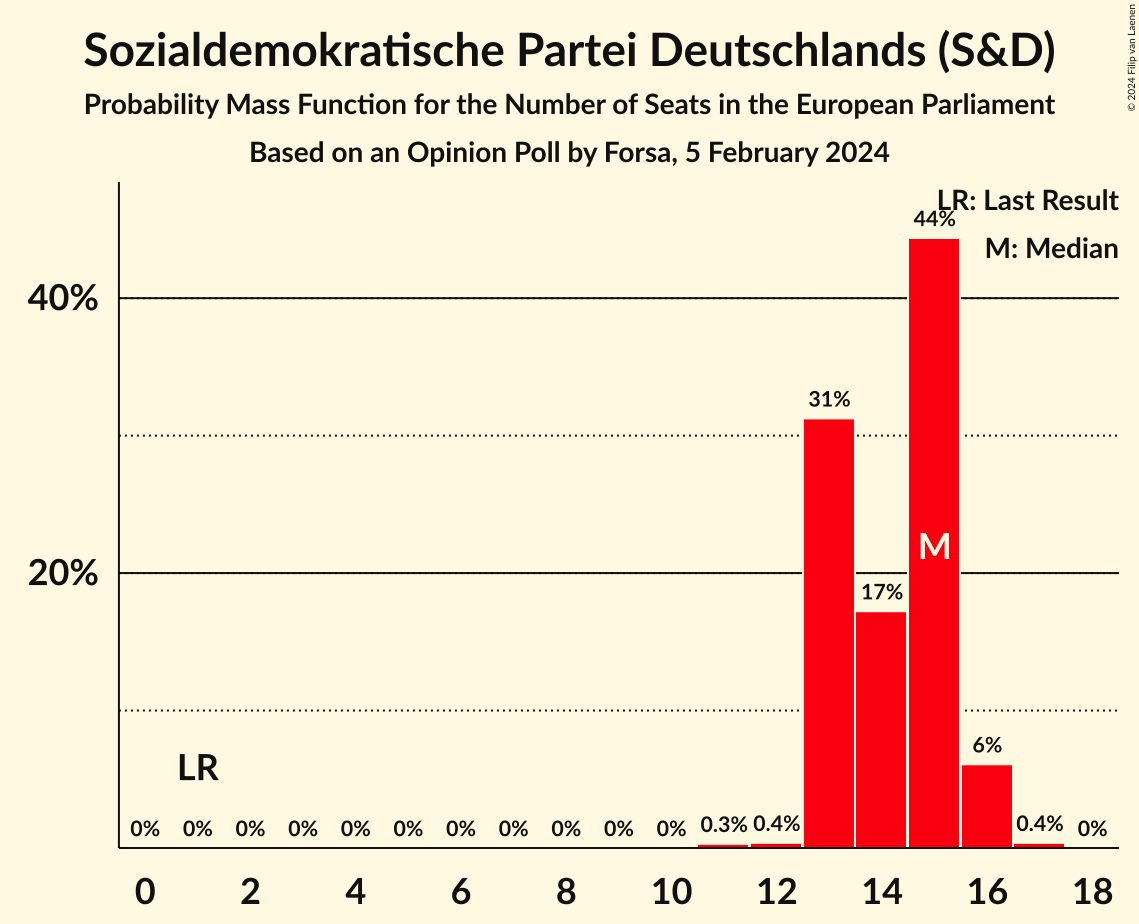 Sozialdemokratische Partei Deutschlands (S&D)
Probability Mass Function for the Number of Seats in the European Parliament
Based on an Opinion Poll by Forsa, 5 February 2024
© 2024 Filip van Laenen
LR: Last Result
M: Median
44%
40%
31%
M
20%
17%
6%
LR
0% 0% 0% 0% 0% 0% 0% 0% 0% 0% 0% 0.3% 0.4% 0.4% 0%
0 2 4 6 8 10 12 14 16 18